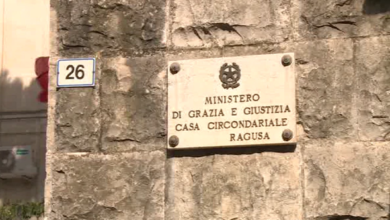 26
MINISTERO
DI GRAZIA E GIUSTIZIA
CASA CIRCONDARIALE
RAGUSA